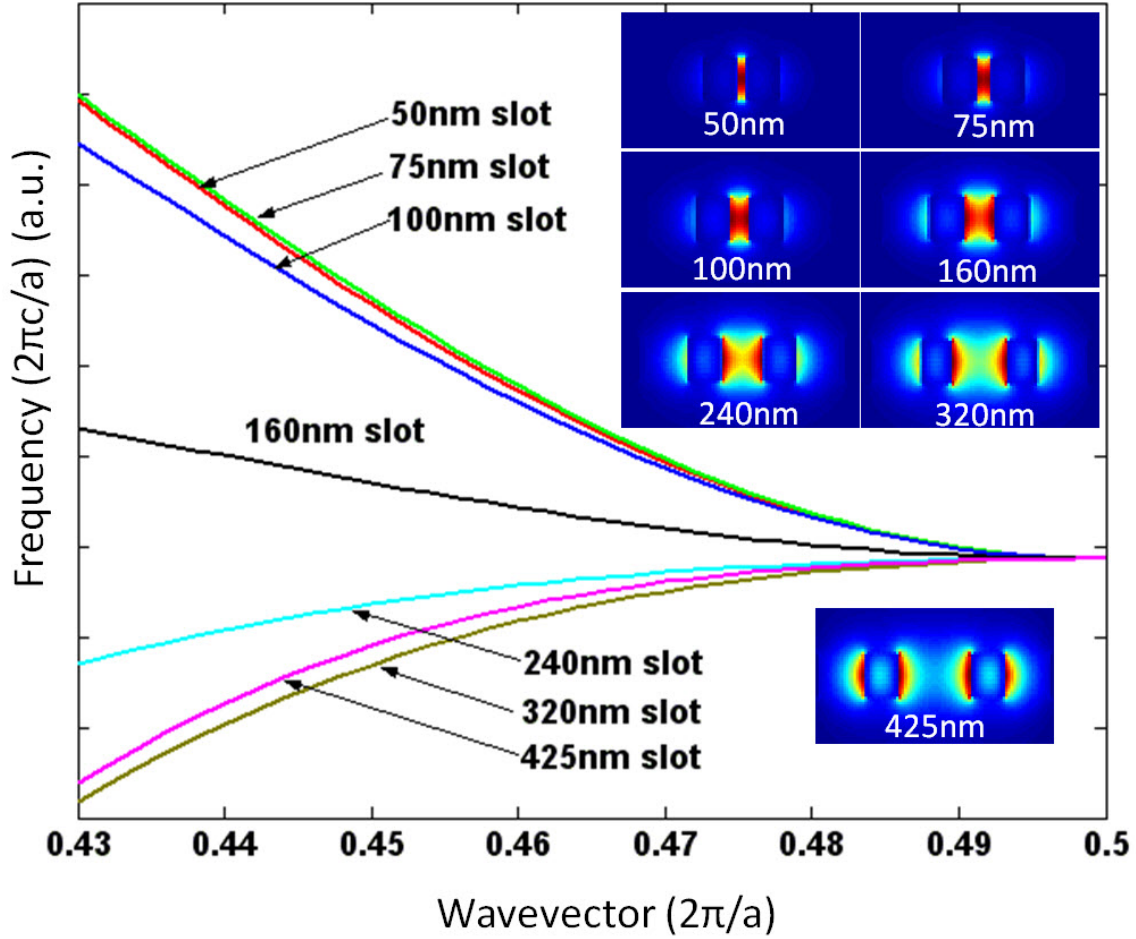 50nm
75nm
50nm slot
75nm slot
100nm slot
100nm
160nm
240nm
320nm
160nm slot
Frequency (2πc/a) (a.u.)
240nm slot
320nm slot
425nm slot
425nm
0.43 0.44 0.45 0.46 0.47 0.48 0.49 0.5
Wavevector (2π/a)